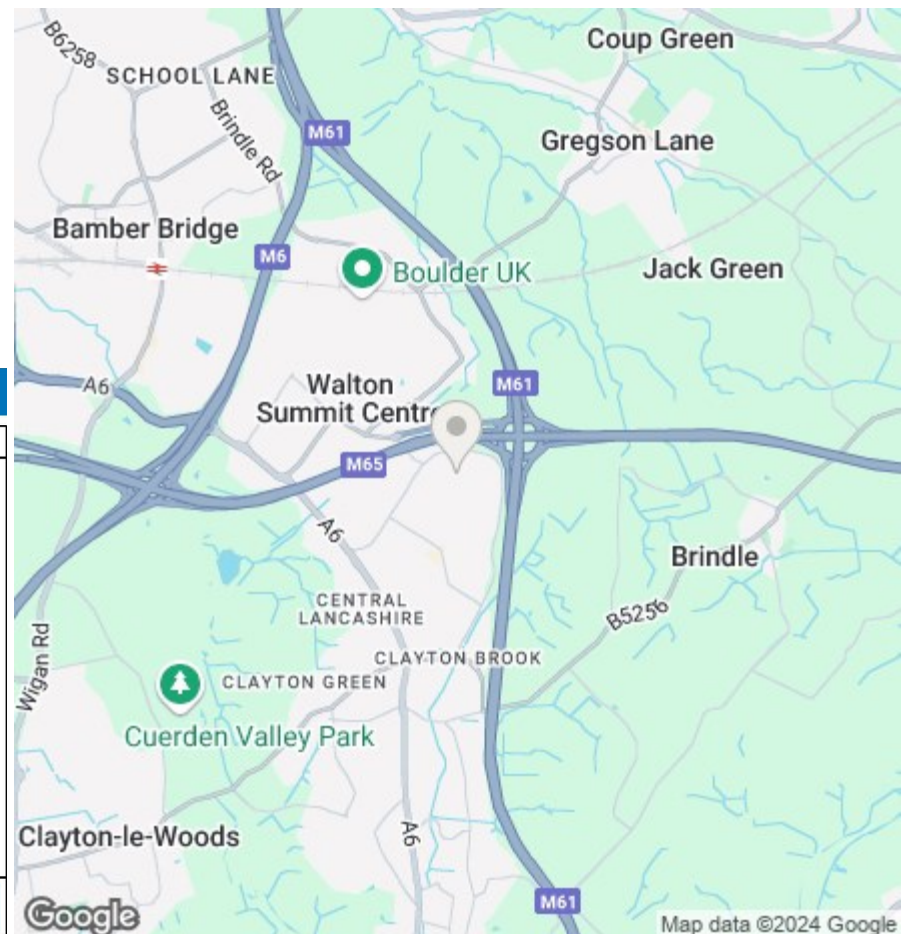 B6258
SCHOOL LANE
Coup Green
Brindle Rd
M61
Gregson Lane
Bamber Bridge
M6
Boulder UK
Jack Green
A6
Walton
Summit Centre
M61
M65
A6
Brindle
CENTRAL
LANCASHIRE
B5256
Wigan Rd
CLAYTON BROOK
CLAYTON GREEN
Cuerden Valley Park
Clayton-le-Woods
A6
M61
Google
Map data ©2024 Google